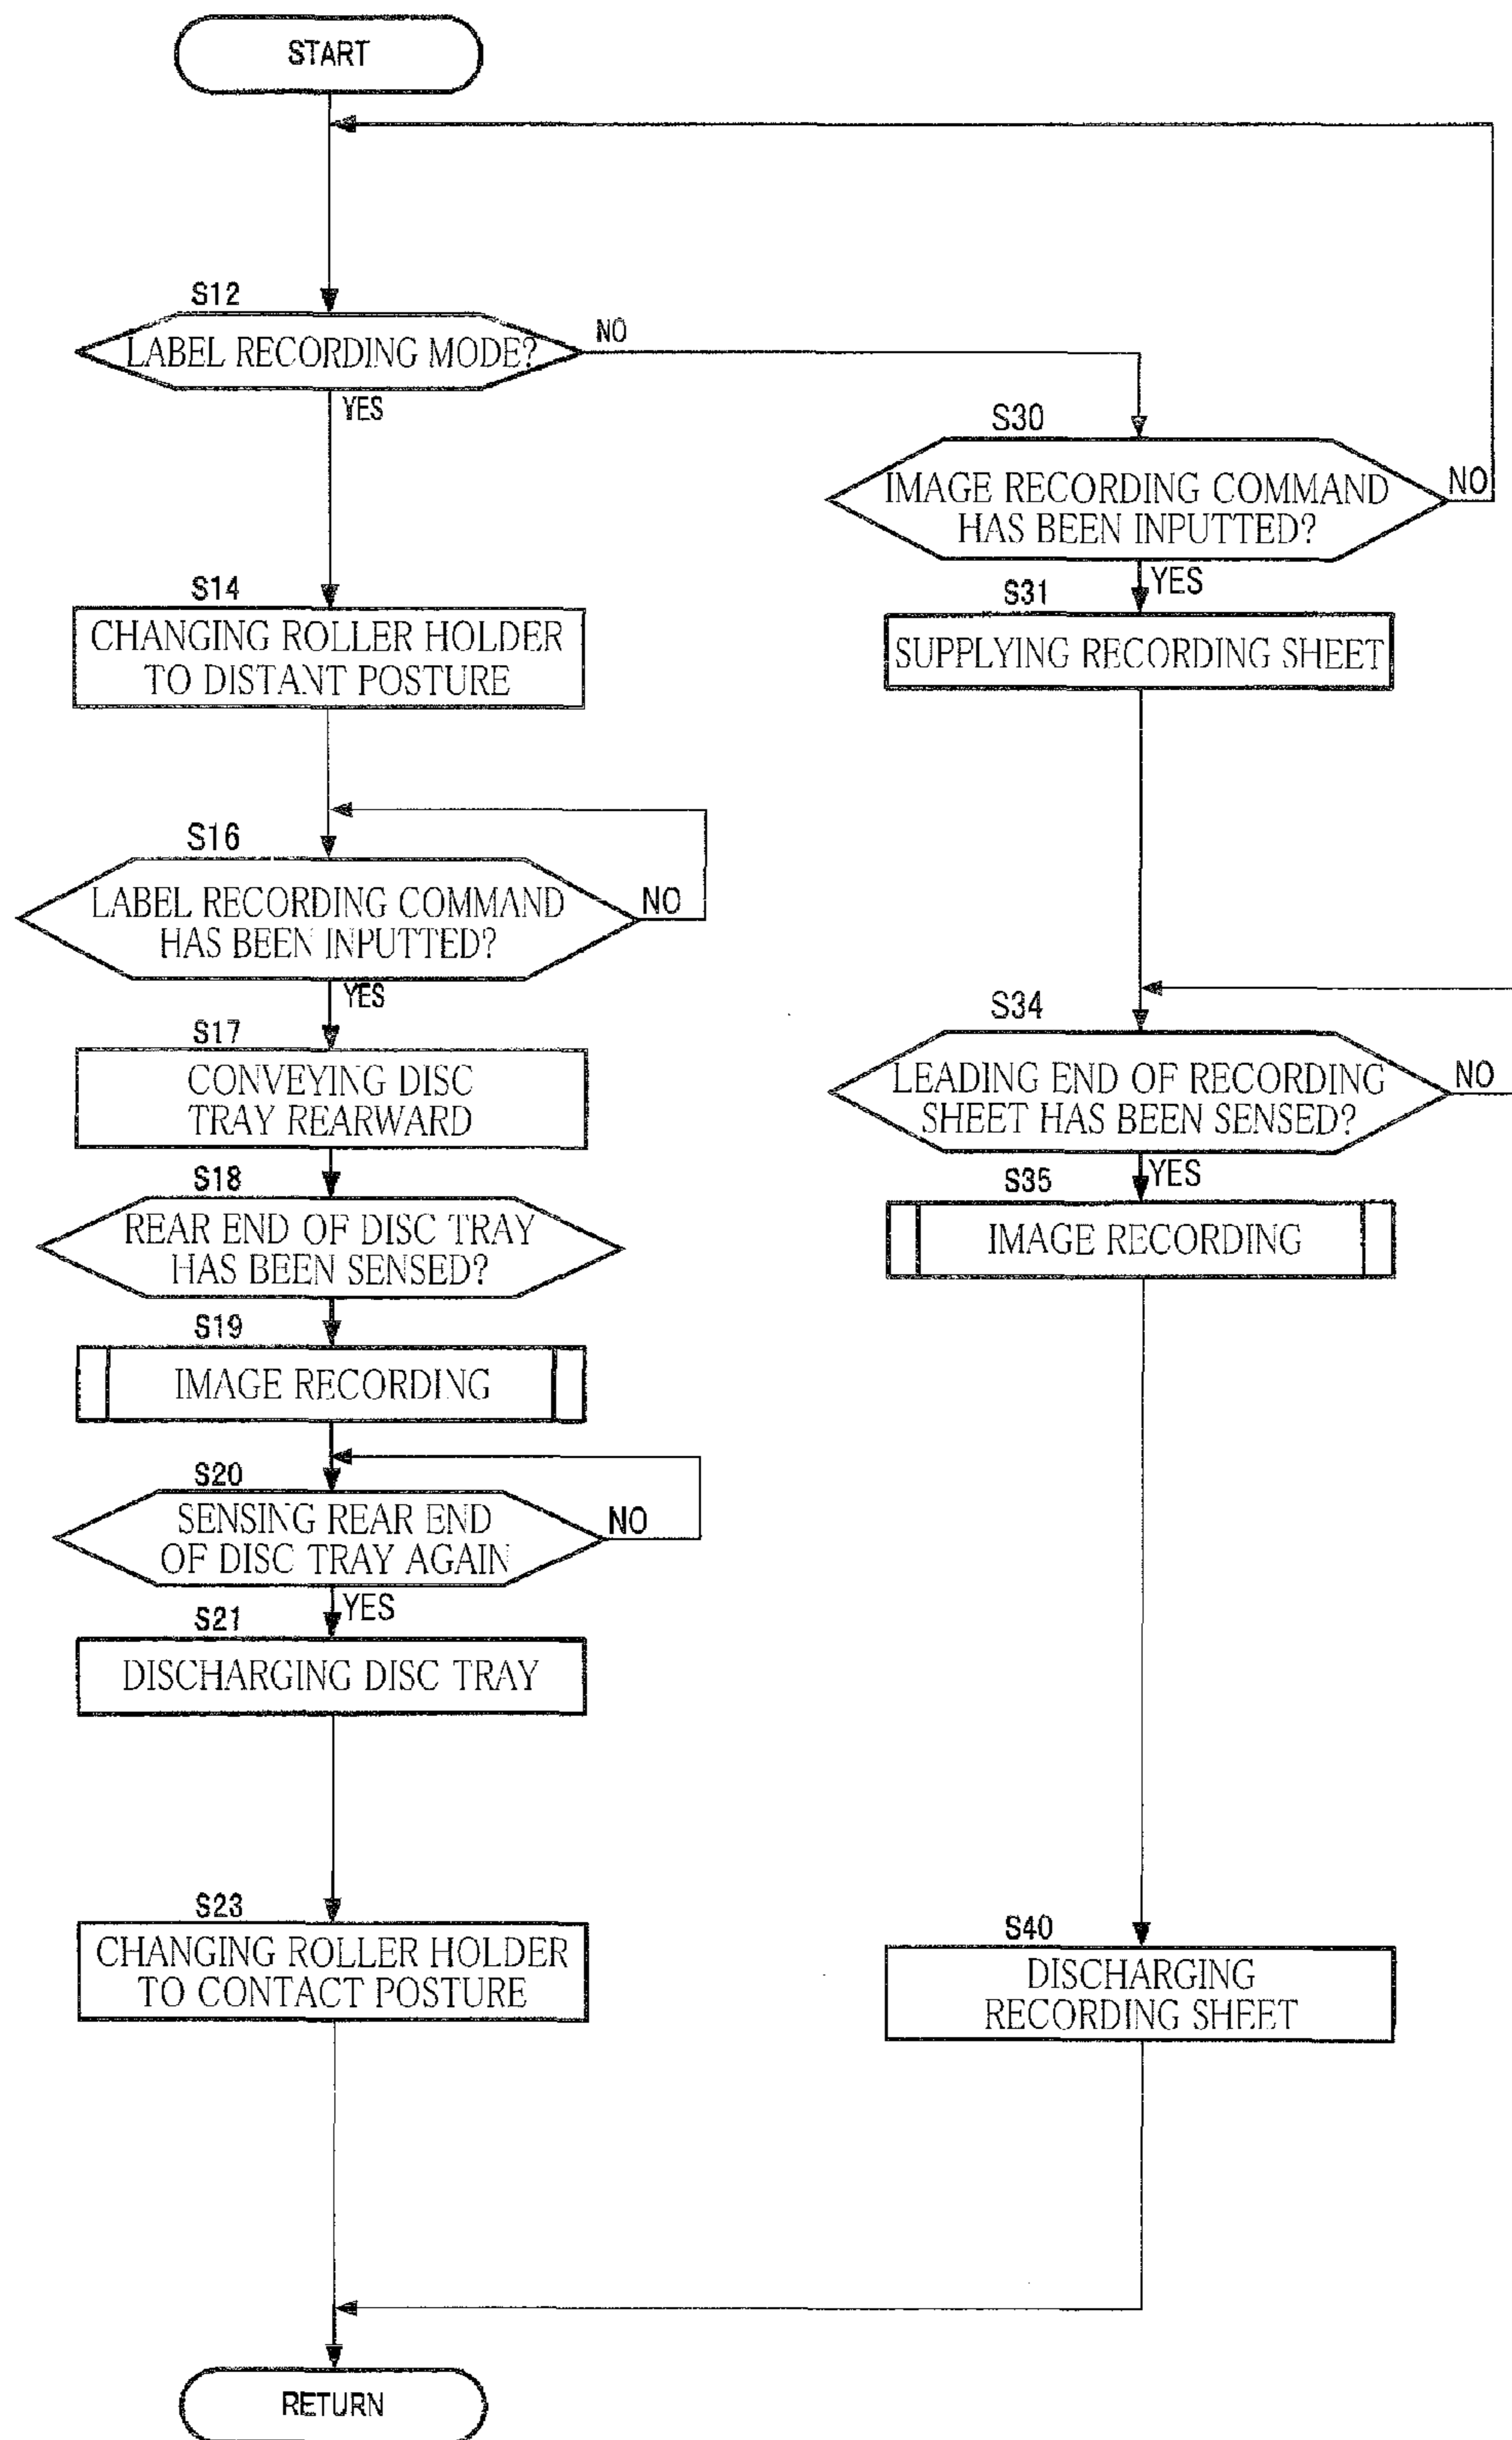 START
S12
LABEL RECORDING MODE?
NO
YES
S14
CHANGING ROLLER HOLDER
TO DISTANT POSTURE
S16
LABEL RECORDING COMMAND
HAS BEEN INPUTTED?
NO
YES
S17
CONVEYING DISC
TRAY REARWARD
S18
REAR END OF DISC TRAY
HAS BEEN SENSED?
S19
IMAGE RECORDING
S20
SENSING REAR END
OF DISC TRAY AGAIN
NO
YES
S21
DISCHARGING DISC TRAY
S23
CHANGING ROLLER HOLDER
TO CONTACT POSTURE
S30
IMAGE RECORDING COMMAND
HAS BEEN INPUTTED?
NO
YES
S31
SUPPLYING RECORDING SHEET
S34
LEADING END OF RECORDING
SHEET HAS BEEN SENSED?
NO
YES
S35
IMAGE RECORDING
S40
DISCHARGING
RECORDING SHEET
RETURN